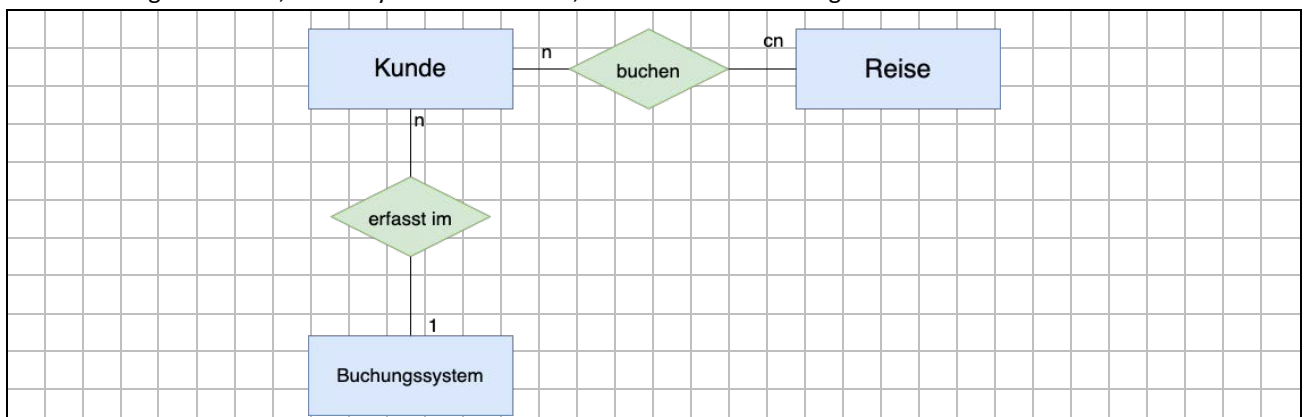 Kunde
n
buchen
cn
Reise
n
erfasst im
1
Buchungssystem